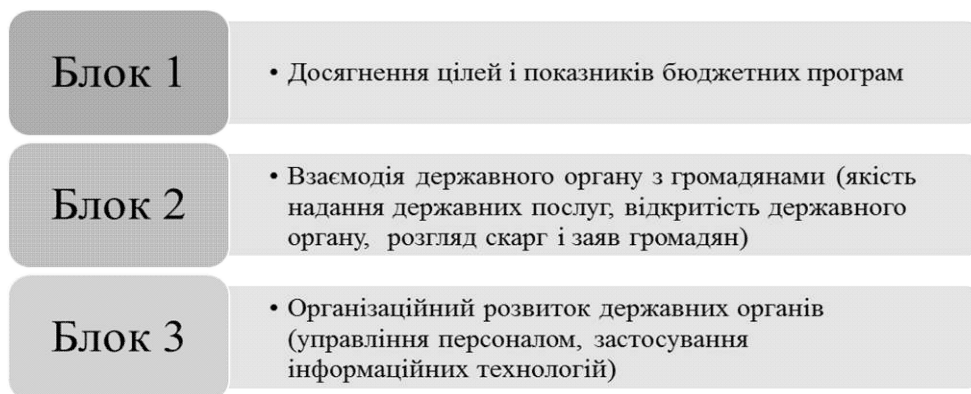 Блок 1
• Досягнення цілей і показників бюджетних програм
Блок 2
• Взаємодія державного органу з громадянами (якість
надання державних послуг, відкритість державного
органу, розгляд скарг і заяв громадян)
Блок 3
• Організаційний розвиток державних органів
(управління персоналом, застосування
інформаційних технологій)